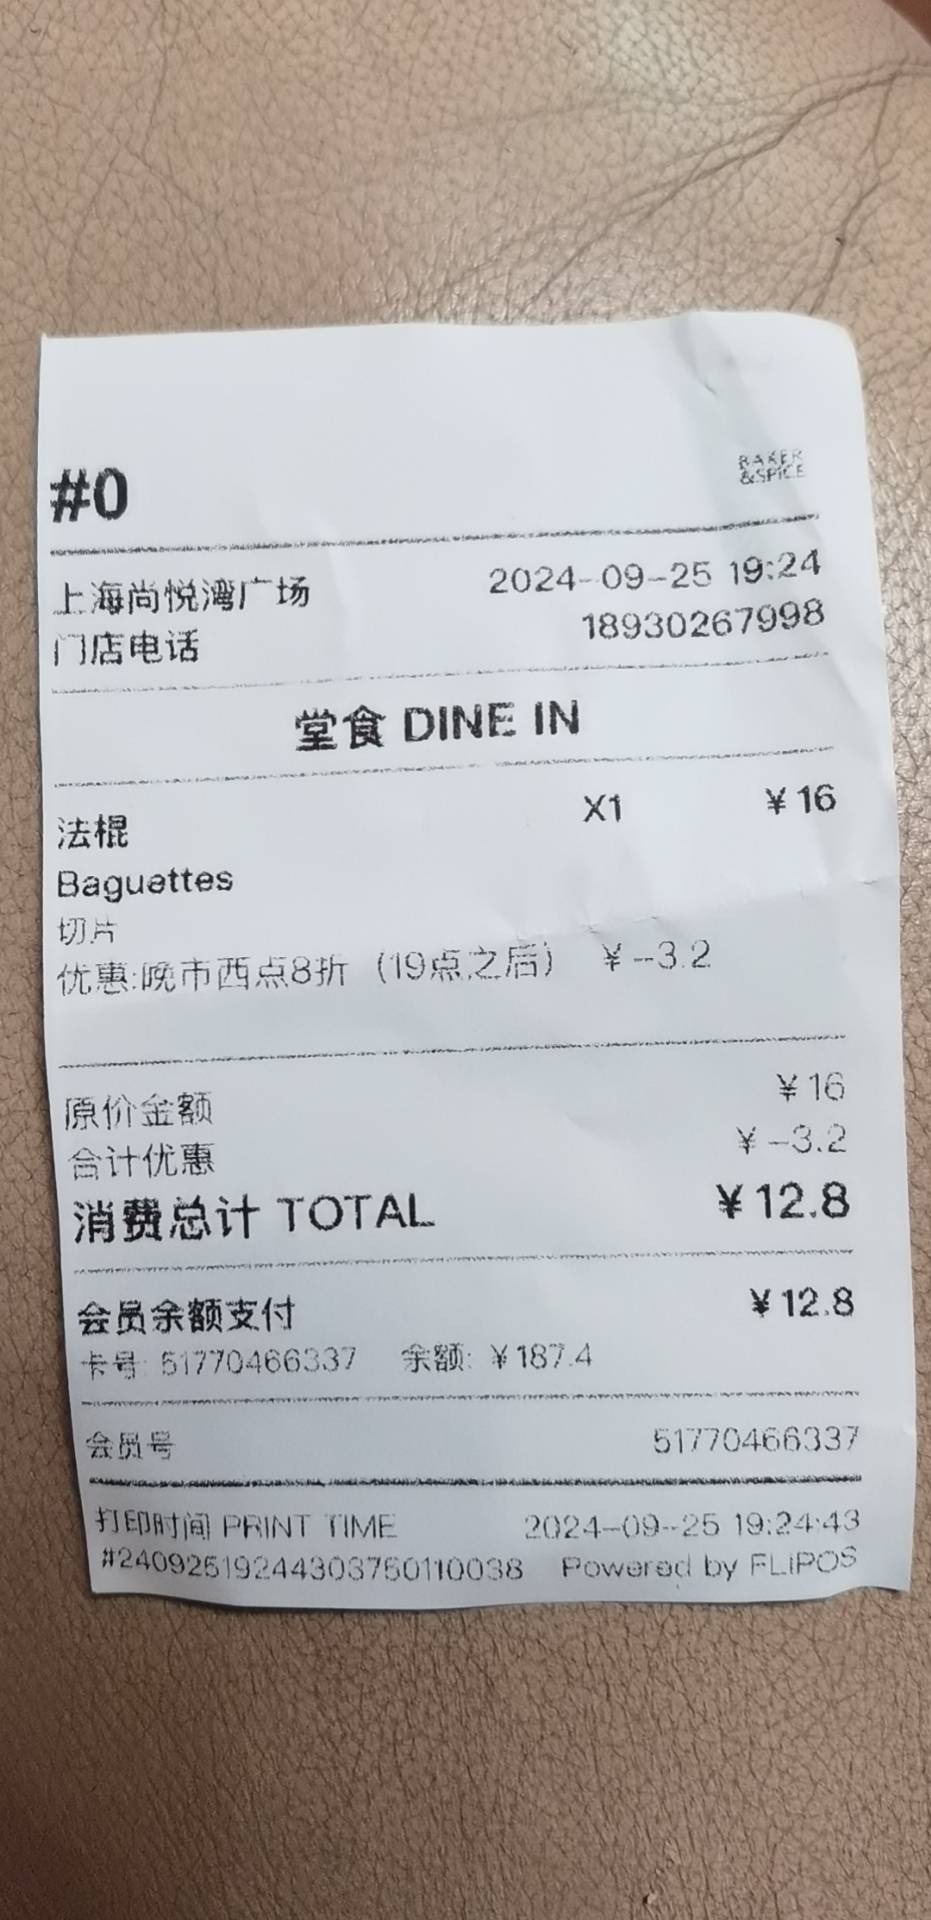 #0
BAKER
&SPICE
上海尚悦湾广场 2024-09-25 19:24
门店电话 18930267998
堂食 DINE IN
法棍 X1 ¥16
Baguettes
切片
优惠:晚市西点8折（19点之后） ¥-3.2
原价金额 ¥16
合计优惠 ¥-3.2
消费总计 TOTAL ¥12.8
会员余额支付 ¥12.8
卡号: 51770466337 余额: ¥187.4
会员号 51770466337
打印时间 PRINT TIME 2024-09-25 19:24:43
#24092519244303750110038 Powered by FLiPOS